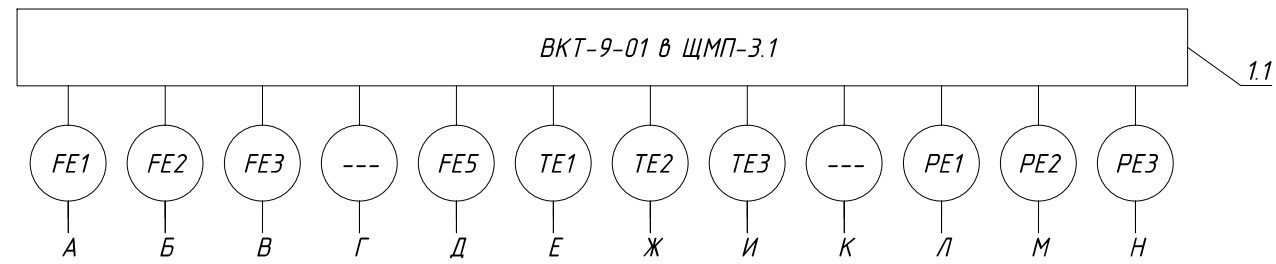 ВКТ-9-01 в ЩМП-3.1
1.1
FE1 FE2 FE3 --- FE5 TE1 TE2 TE3 --- PE1 PE2 PE3
А Б В Г Д Е Ж И К Л М Н